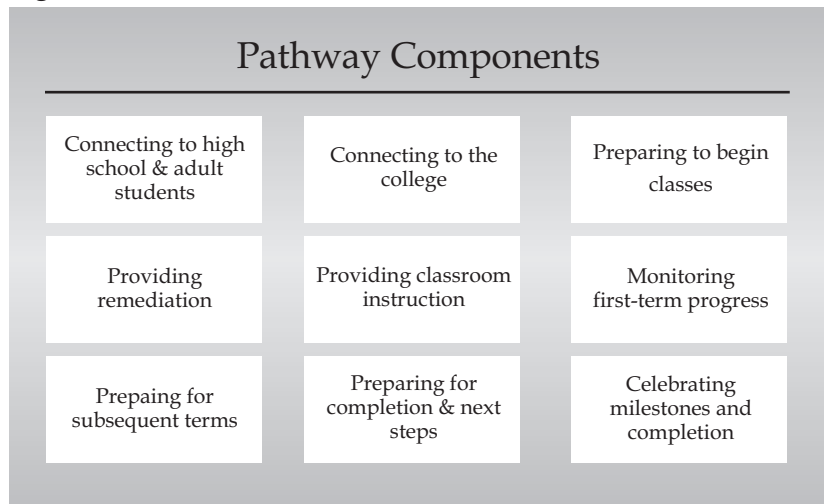 Pathway Components
Connecting to high
school & adult
students
Connecting to the
college
Preparing to begin
classes
Providing
remediation
Providing classroom
instruction
Monitoring
first-term progress
Prepaing for
subsequent terms
Preparing for
completion & next
steps
Celebrating
milestones and
completion